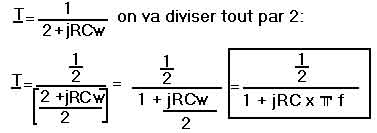 T = 1/(2+jRCw) on va diviser tout par 2:
T = (1/2)/[(2+jRCw)/2] = (1/2)/(1 + jRCw/2) = (1/2)/(1 + jRC x π f)